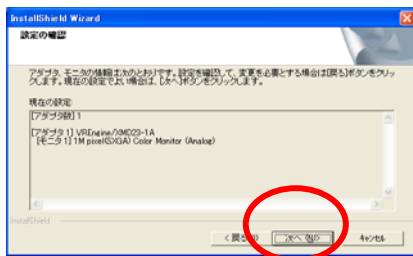 InstallShield Wizard
設定の確認
アダプタ、モニタの情報は次のとおりです。設定を確認して、変更を必要とする場合は[戻る]ボタンをクリッ
クします。現在の設定でよい場合は、[次へ]ボタンをクリックします。
現在の設定:
[アダプタ数] 1
[アダプタ 1] VREngine/XMD23-1A
[モニタ 1] 1M pixel(SXGA) Color Monitor (Analog)
InstallShield
次へ (N)>
キャンセル